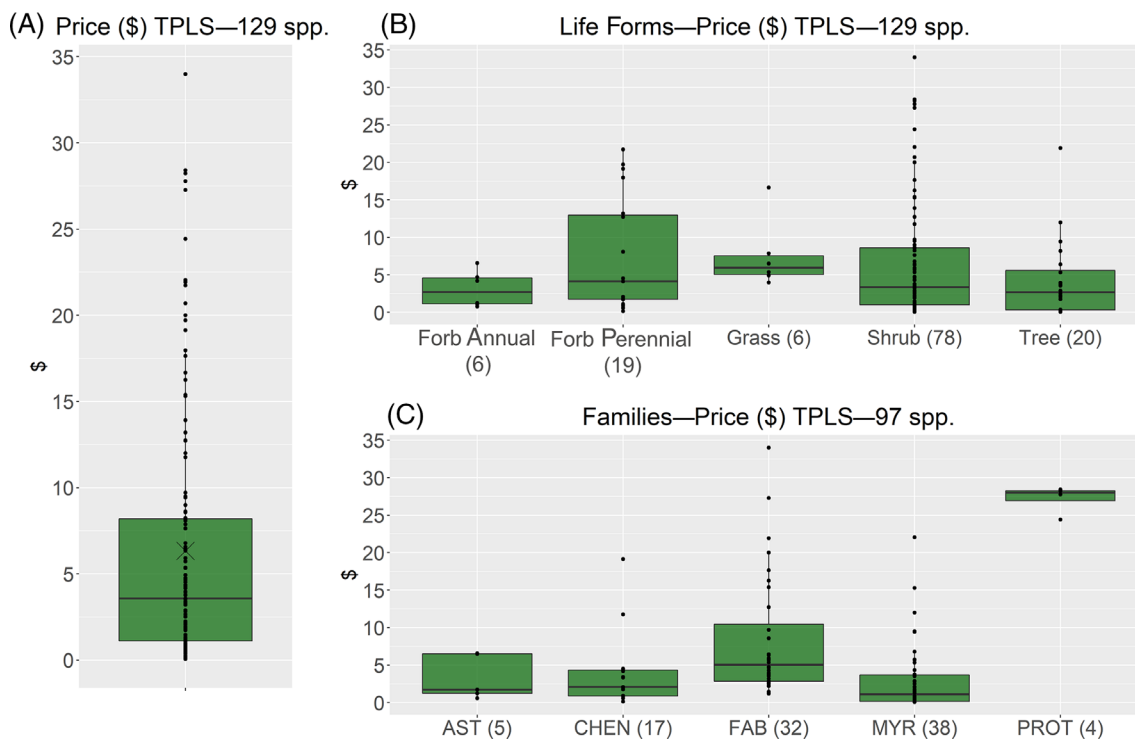 (A) Price ($) TPLS—129 spp.
35
30
25
20
15
10
5
0
$
(B) Life Forms—Price ($) TPLS—129 spp.
35
30
25
20
15
10
5
0
$
Forb Annual
(6)
Forb Perennial
(19)
Grass (6)
Shrub (78)
Tree (20)
(C) Families—Price ($) TPLS—97 spp.
35
30
25
20
15
10
5
0
$
AST (5)
CHEN (17)
FAB (32)
MYR (38)
PROT (4)